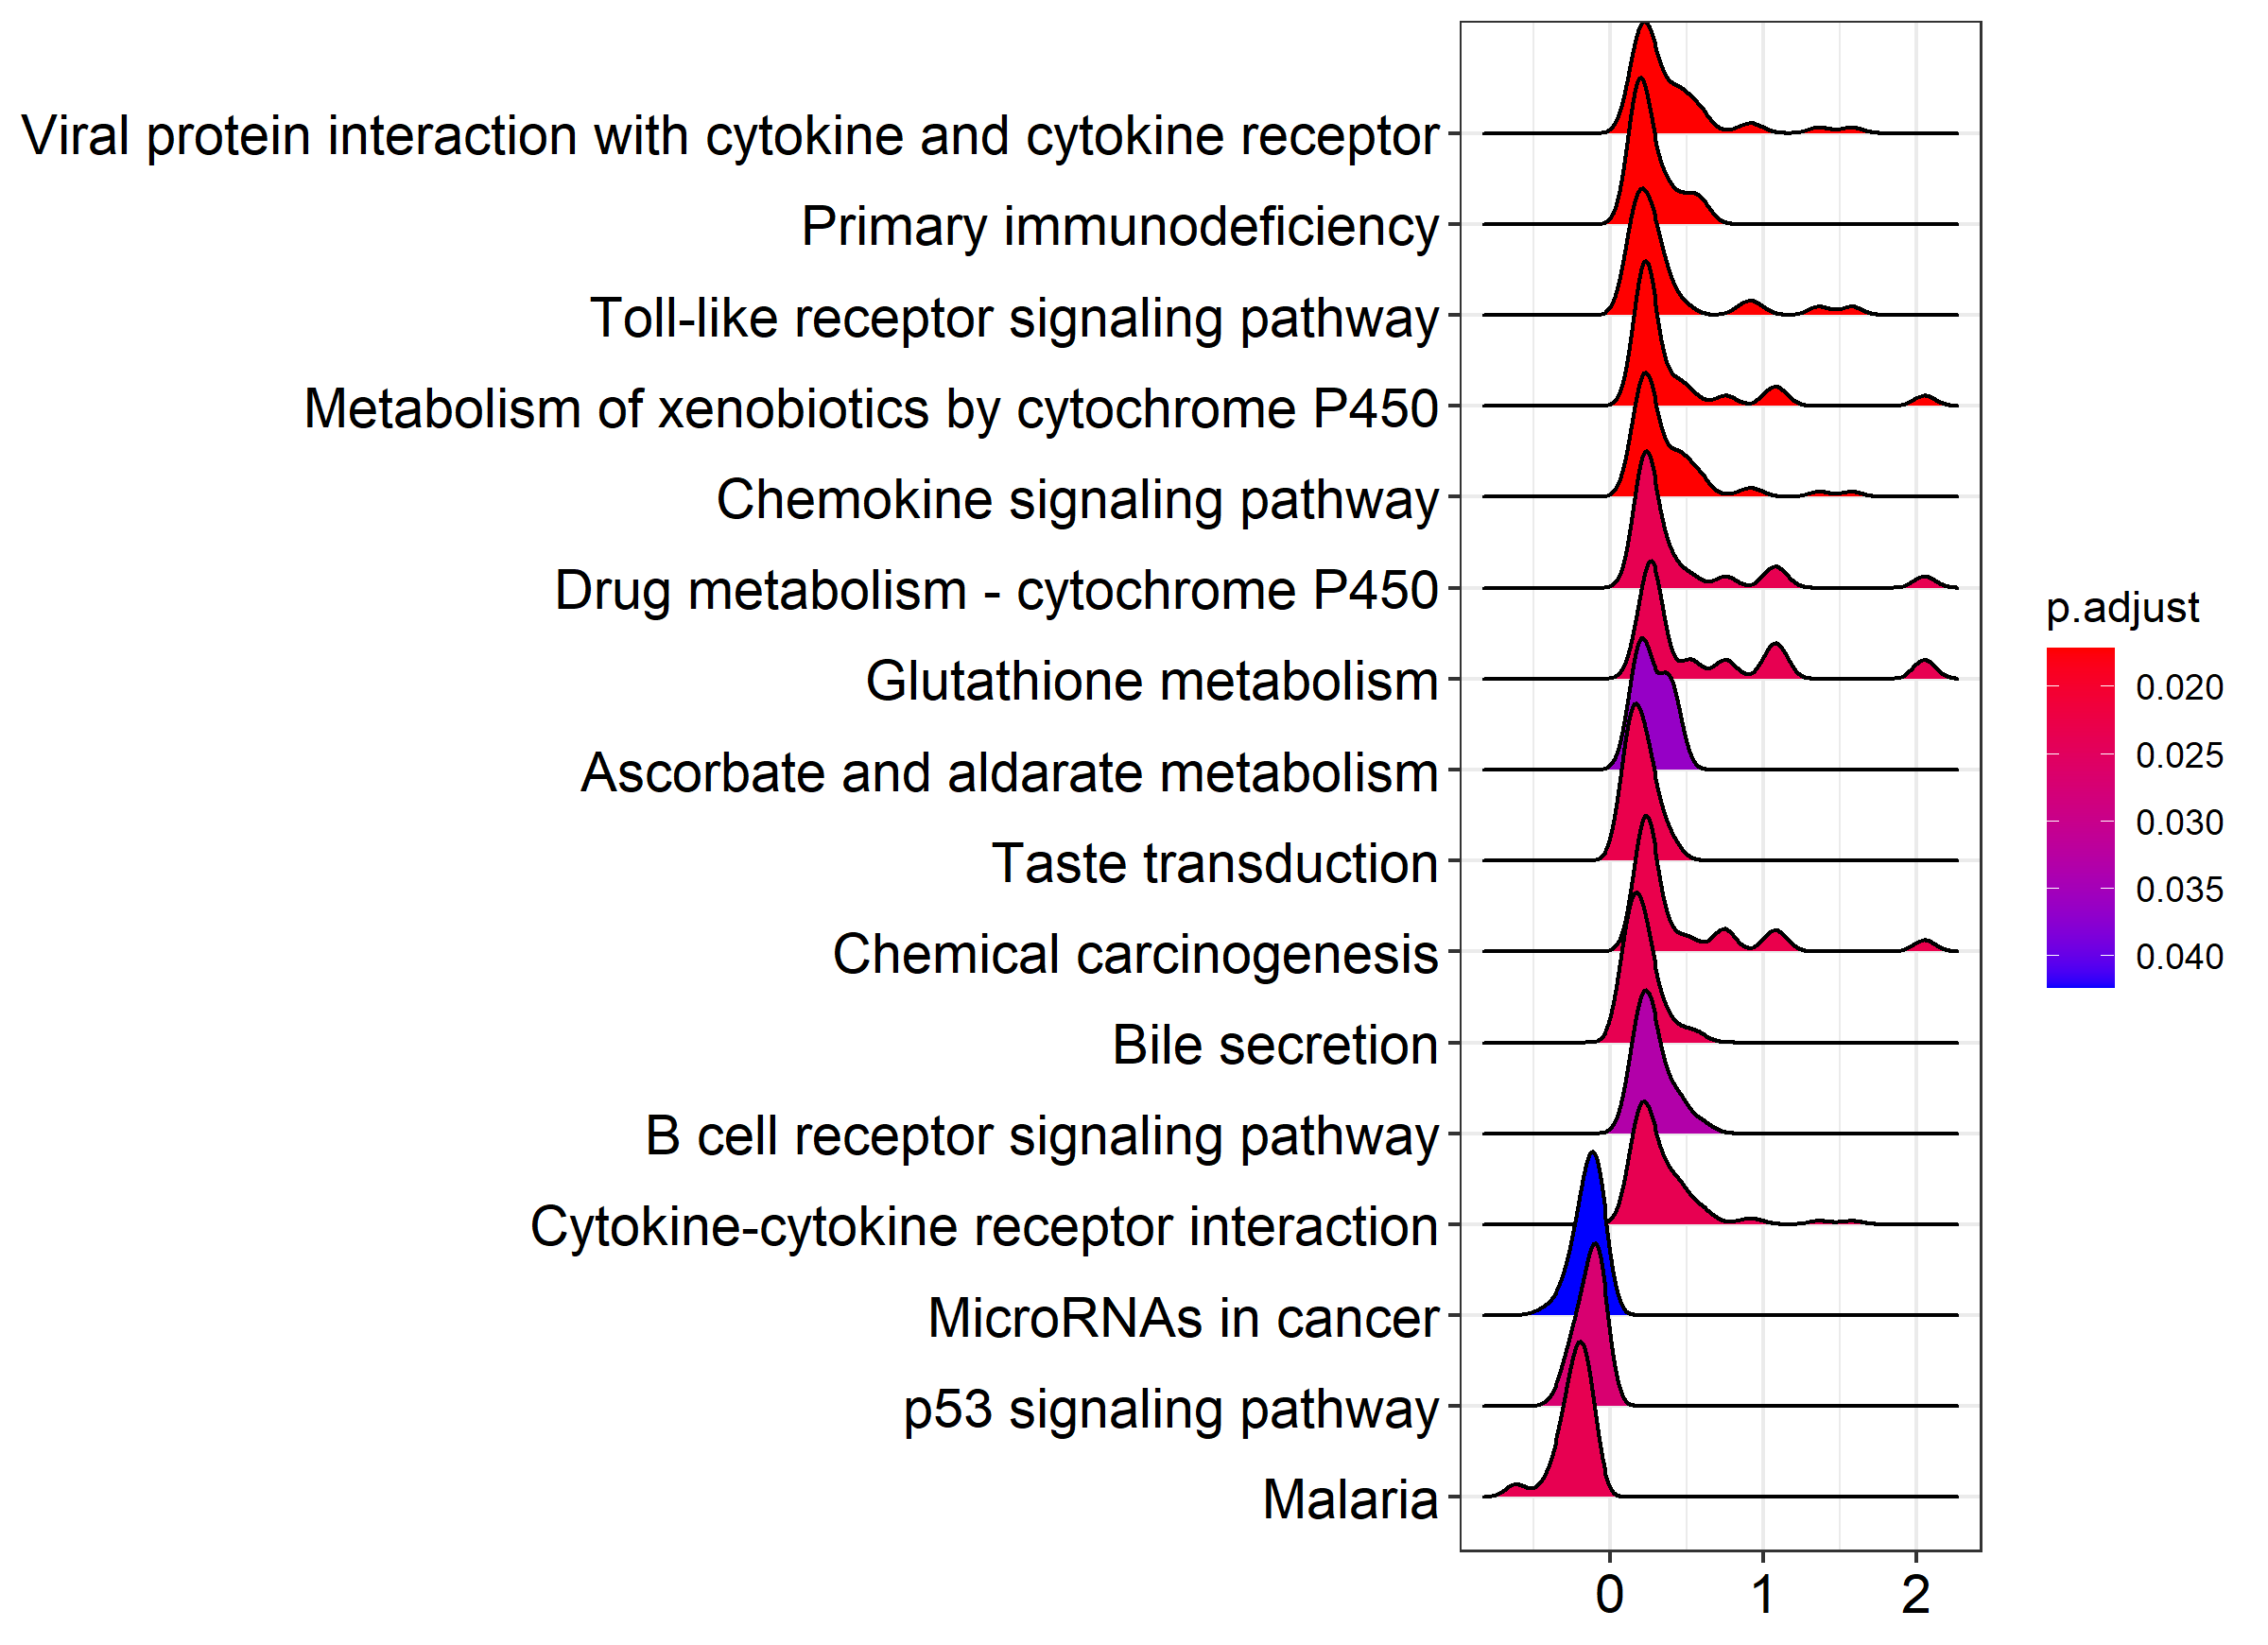 Viral protein interaction with cytokine and cytokine receptor
Primary immunodeficiency
Toll-like receptor signaling pathway
Metabolism of xenobiotics by cytochrome P450
Chemokine signaling pathway
Drug metabolism - cytochrome P450
Glutathione metabolism
Ascorbate and aldarate metabolism
Taste transduction
Chemical carcinogenesis
Bile secretion
B cell receptor signaling pathway
Cytokine-cytokine receptor interaction
MicroRNAs in cancer
p53 signaling pathway
Malaria
0 1 2
p.adjust
0.020
0.025
0.030
0.035
0.040